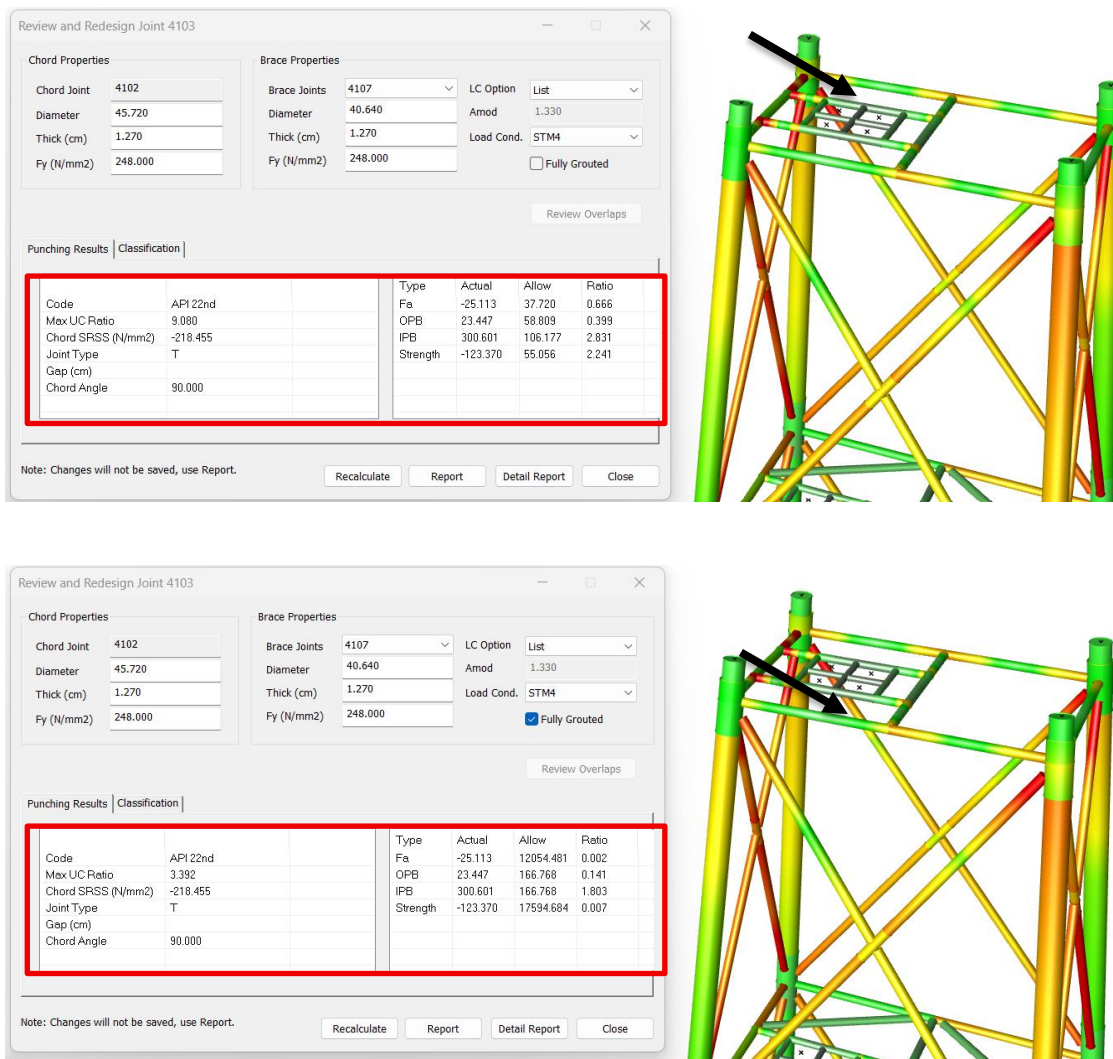 Review and Redesign Joint 4103
Chord Properties
Brace Properties
Chord Joint 4102
Brace Joints 4107
LC Option List
Diameter 45.720
Diameter 40.640
Amod 1.330
Thick (cm) 1.270
Thick (cm) 1.270
Load Cond. STM4
Fy (N/mm2) 248.000
Fy (N/mm2) 248.000
Fully Grouted
Review Overlaps
Punching Results Classification
Type Actual Allow Ratio
Code API 22nd Fa -25.113 37.720 0.666
Max UC Ratio 9.080 OPB 23.447 58.809 0.399
Chord SRSS (N/mm2) -218.455 IPB 300.601 106.177 2.831
Joint Type T Strength -123.370 55.056 2.241
Gap (cm)
Chord Angle 90.000
Note: Changes will not be saved, use Report.
Recalculate Report Detail Report Close
Review and Redesign Joint 4103
Chord Properties
Brace Properties
Chord Joint 4102
Brace Joints 4107
LC Option List
Diameter 45.720
Diameter 40.640
Amod 1.330
Thick (cm) 1.270
Thick (cm) 1.270
Load Cond. STM4
Fy (N/mm2) 248.000
Fy (N/mm2) 248.000
Fully Grouted
Review Overlaps
Punching Results Classification
Type Actual Allow Ratio
Code API 22nd Fa -25.113 12054.481 0.002
Max UC Ratio 3.392 OPB 23.447 166.768 0.141
Chord SRSS (N/mm2) -218.455 IPB 300.601 166.768 1.803
Joint Type T Strength -123.370 17594.684 0.007
Gap (cm)
Chord Angle 90.000
Note: Changes will not be saved, use Report.
Recalculate Report Detail Report Close